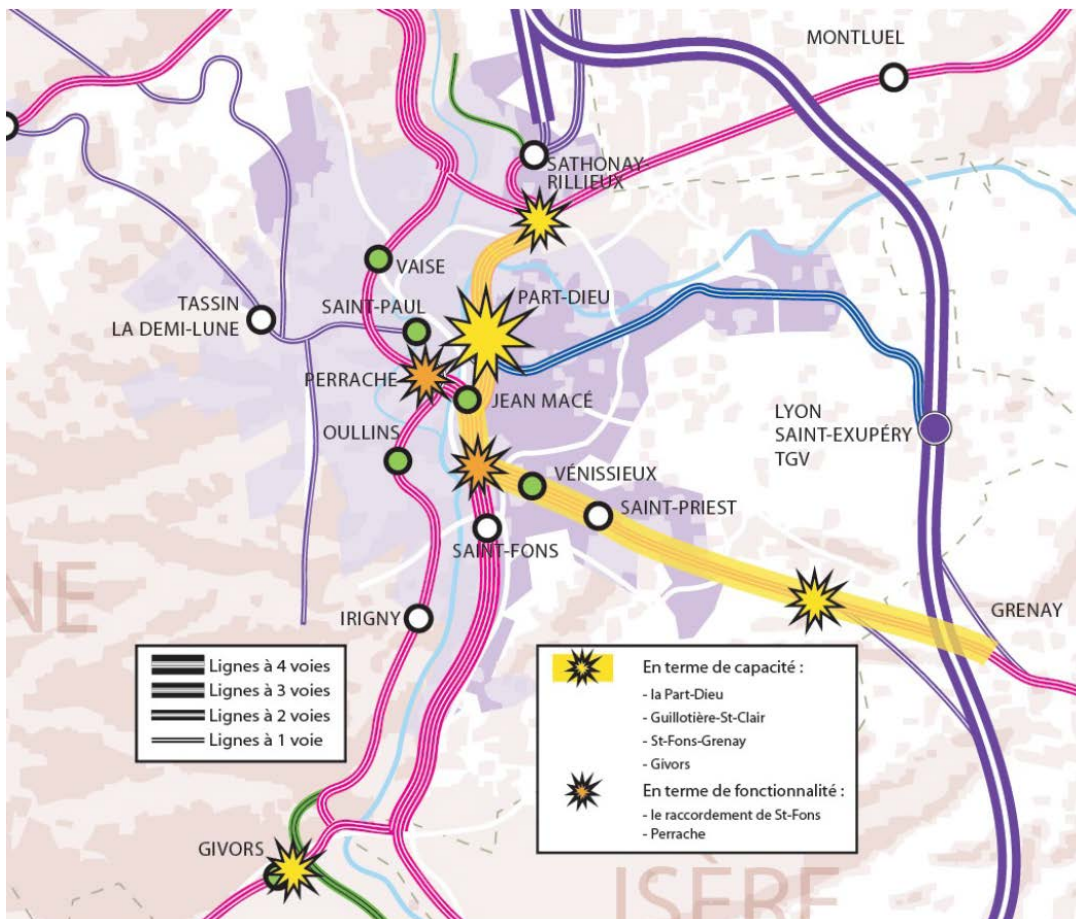 MONTLUEL
SATHONAY
RILLIEUX
VAISE
SAINT-PAUL
PART-DIEU
TASSIN
LA DEMI-LUNE
PERRACHE
JEAN MACÉ
OULLINS
LYON
SAINT-EXUPÉRY
TGV
VÉNISSIEUX
SAINT-PRIEST
SAINT-FONS
NE
IRIGNY
GRENAY
Lignes à 4 voies
Lignes à 3 voies
Lignes à 2 voies
Lignes à 1 voie
En terme de capacité :
- la Part-Dieu
- Guillotière-St-Clair
- St-Fons-Grenay
- Givors
En terme de fonctionnalité :
- le raccordement de St-Fons
- Perrache
GIVORS
ISÈRE